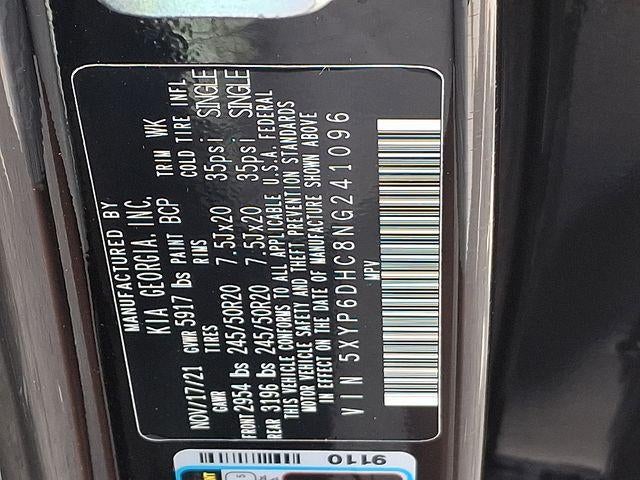 MANUFACTURED BY
KIA GEORGIA, INC.
NOV/17/21 GVWR 5917 lbs PAINT BCP TRIM WK
GAWR TIRES RIMS COLD TIRE INFL
FRONT 2954 lbs 245/50R20 7.5Jx20 35psi SINGLE
REAR 3196 lbs 245/50R20 7.5Jx20 35psi SINGLE
THIS VEHICLE CONFORMS TO ALL APPLICABLE U.S.A. FEDERAL
MOTOR VEHICLE SAFETY AND THEFT PREVENTION STANDARDS
IN EFFECT ON THE DATE OF MANUFACTURE SHOWN ABOVE
VIN 5XYP6DHC8NG241096
MPV
9110